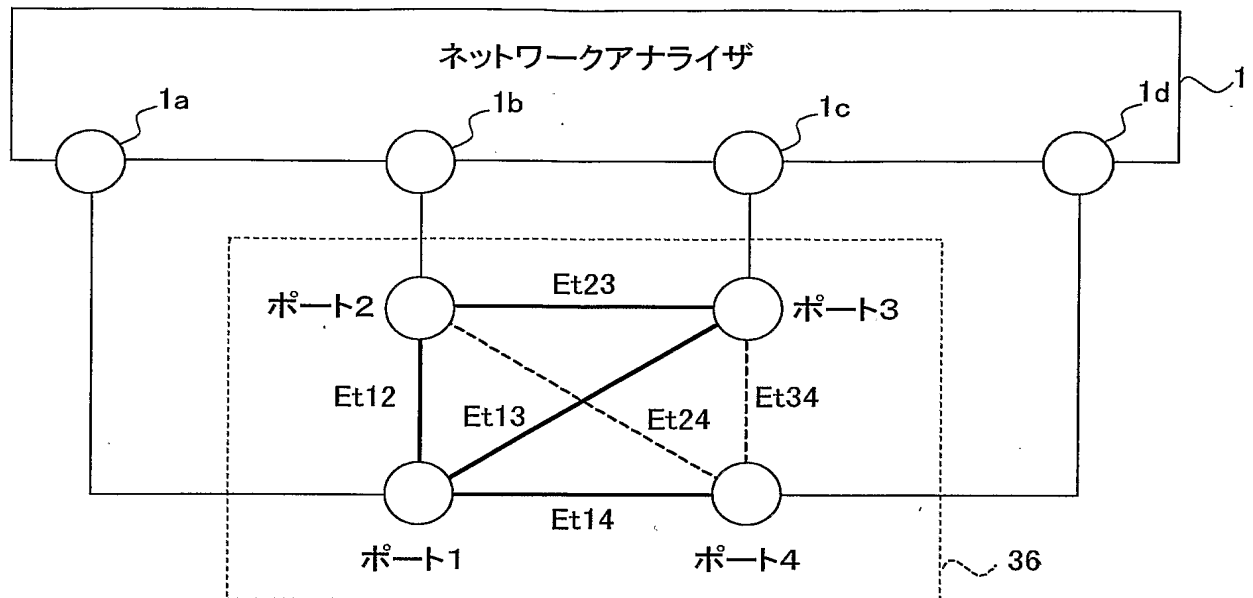 ネットワークアナライザ
1
1a
1b
1c
1d
ポート2
Et23
ポート3
Et12
Et13
Et24
Et34
Et14
ポート1
ポート4
36